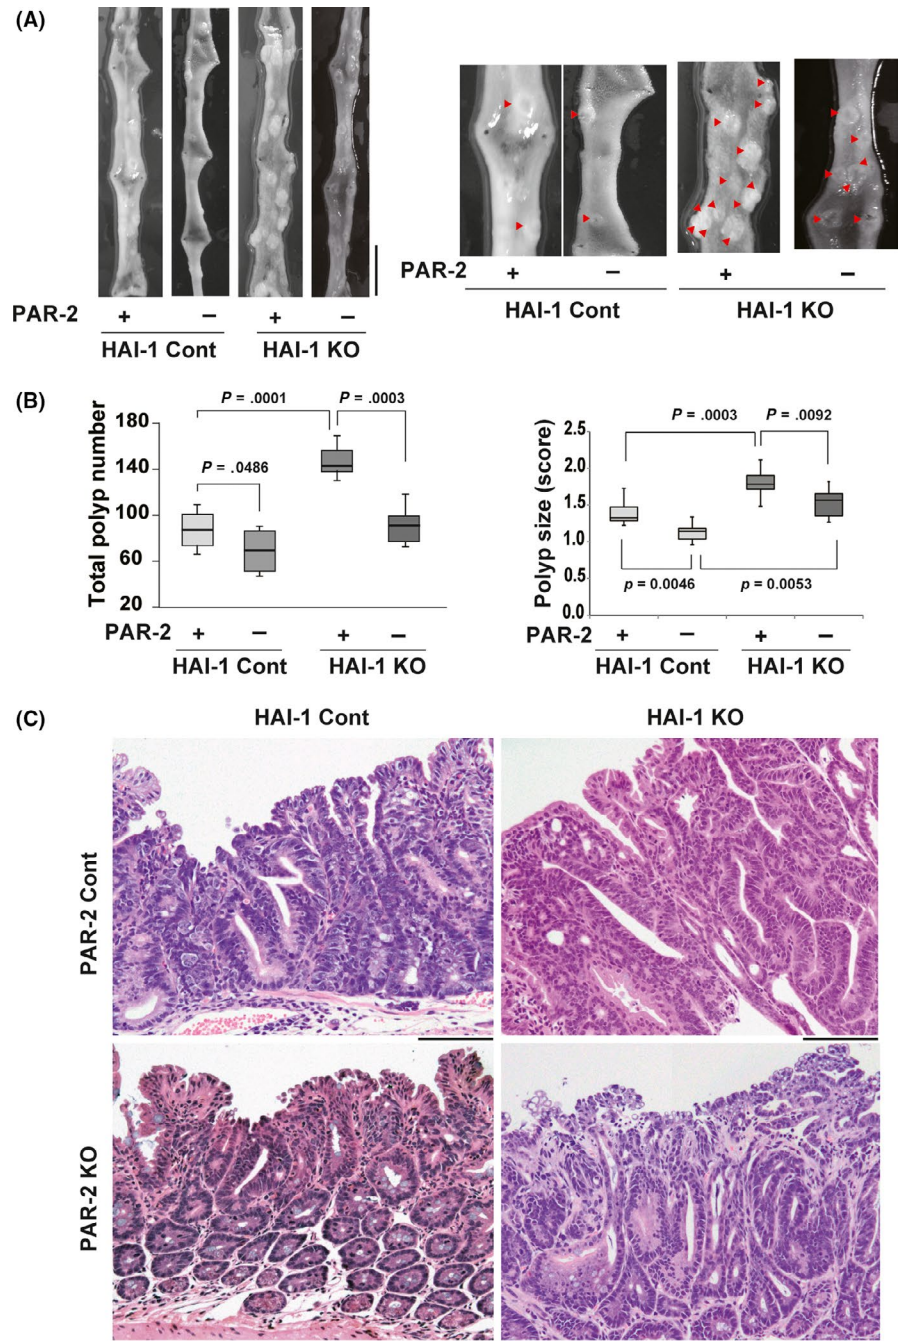 (A)
PAR-2 + − + −
HAI-1 Cont HAI-1 KO
PAR-2 + − + −
HAI-1 Cont HAI-1 KO
(B)
Total polyp number
180
140
100
60
20
P = .0001 P = .0003
P = .0486
PAR-2 + − + −
HAI-1 Cont HAI-1 KO
Polyp size (score)
2.5
2.0
1.5
1.0
0.5
0.0
P = .0003 P = .0092
p = 0.0046 p = 0.0053
PAR-2 + − + −
HAI-1 Cont HAI-1 KO
(C)
HAI-1 Cont HAI-1 KO
PAR-2 Cont
PAR-2 KO